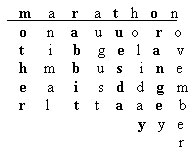 m a r a t h o n
o n a u u o r o
t i b g e l a v
h m b u s i n e
e a i s d d g m
r l t t a a e b
y y e
r